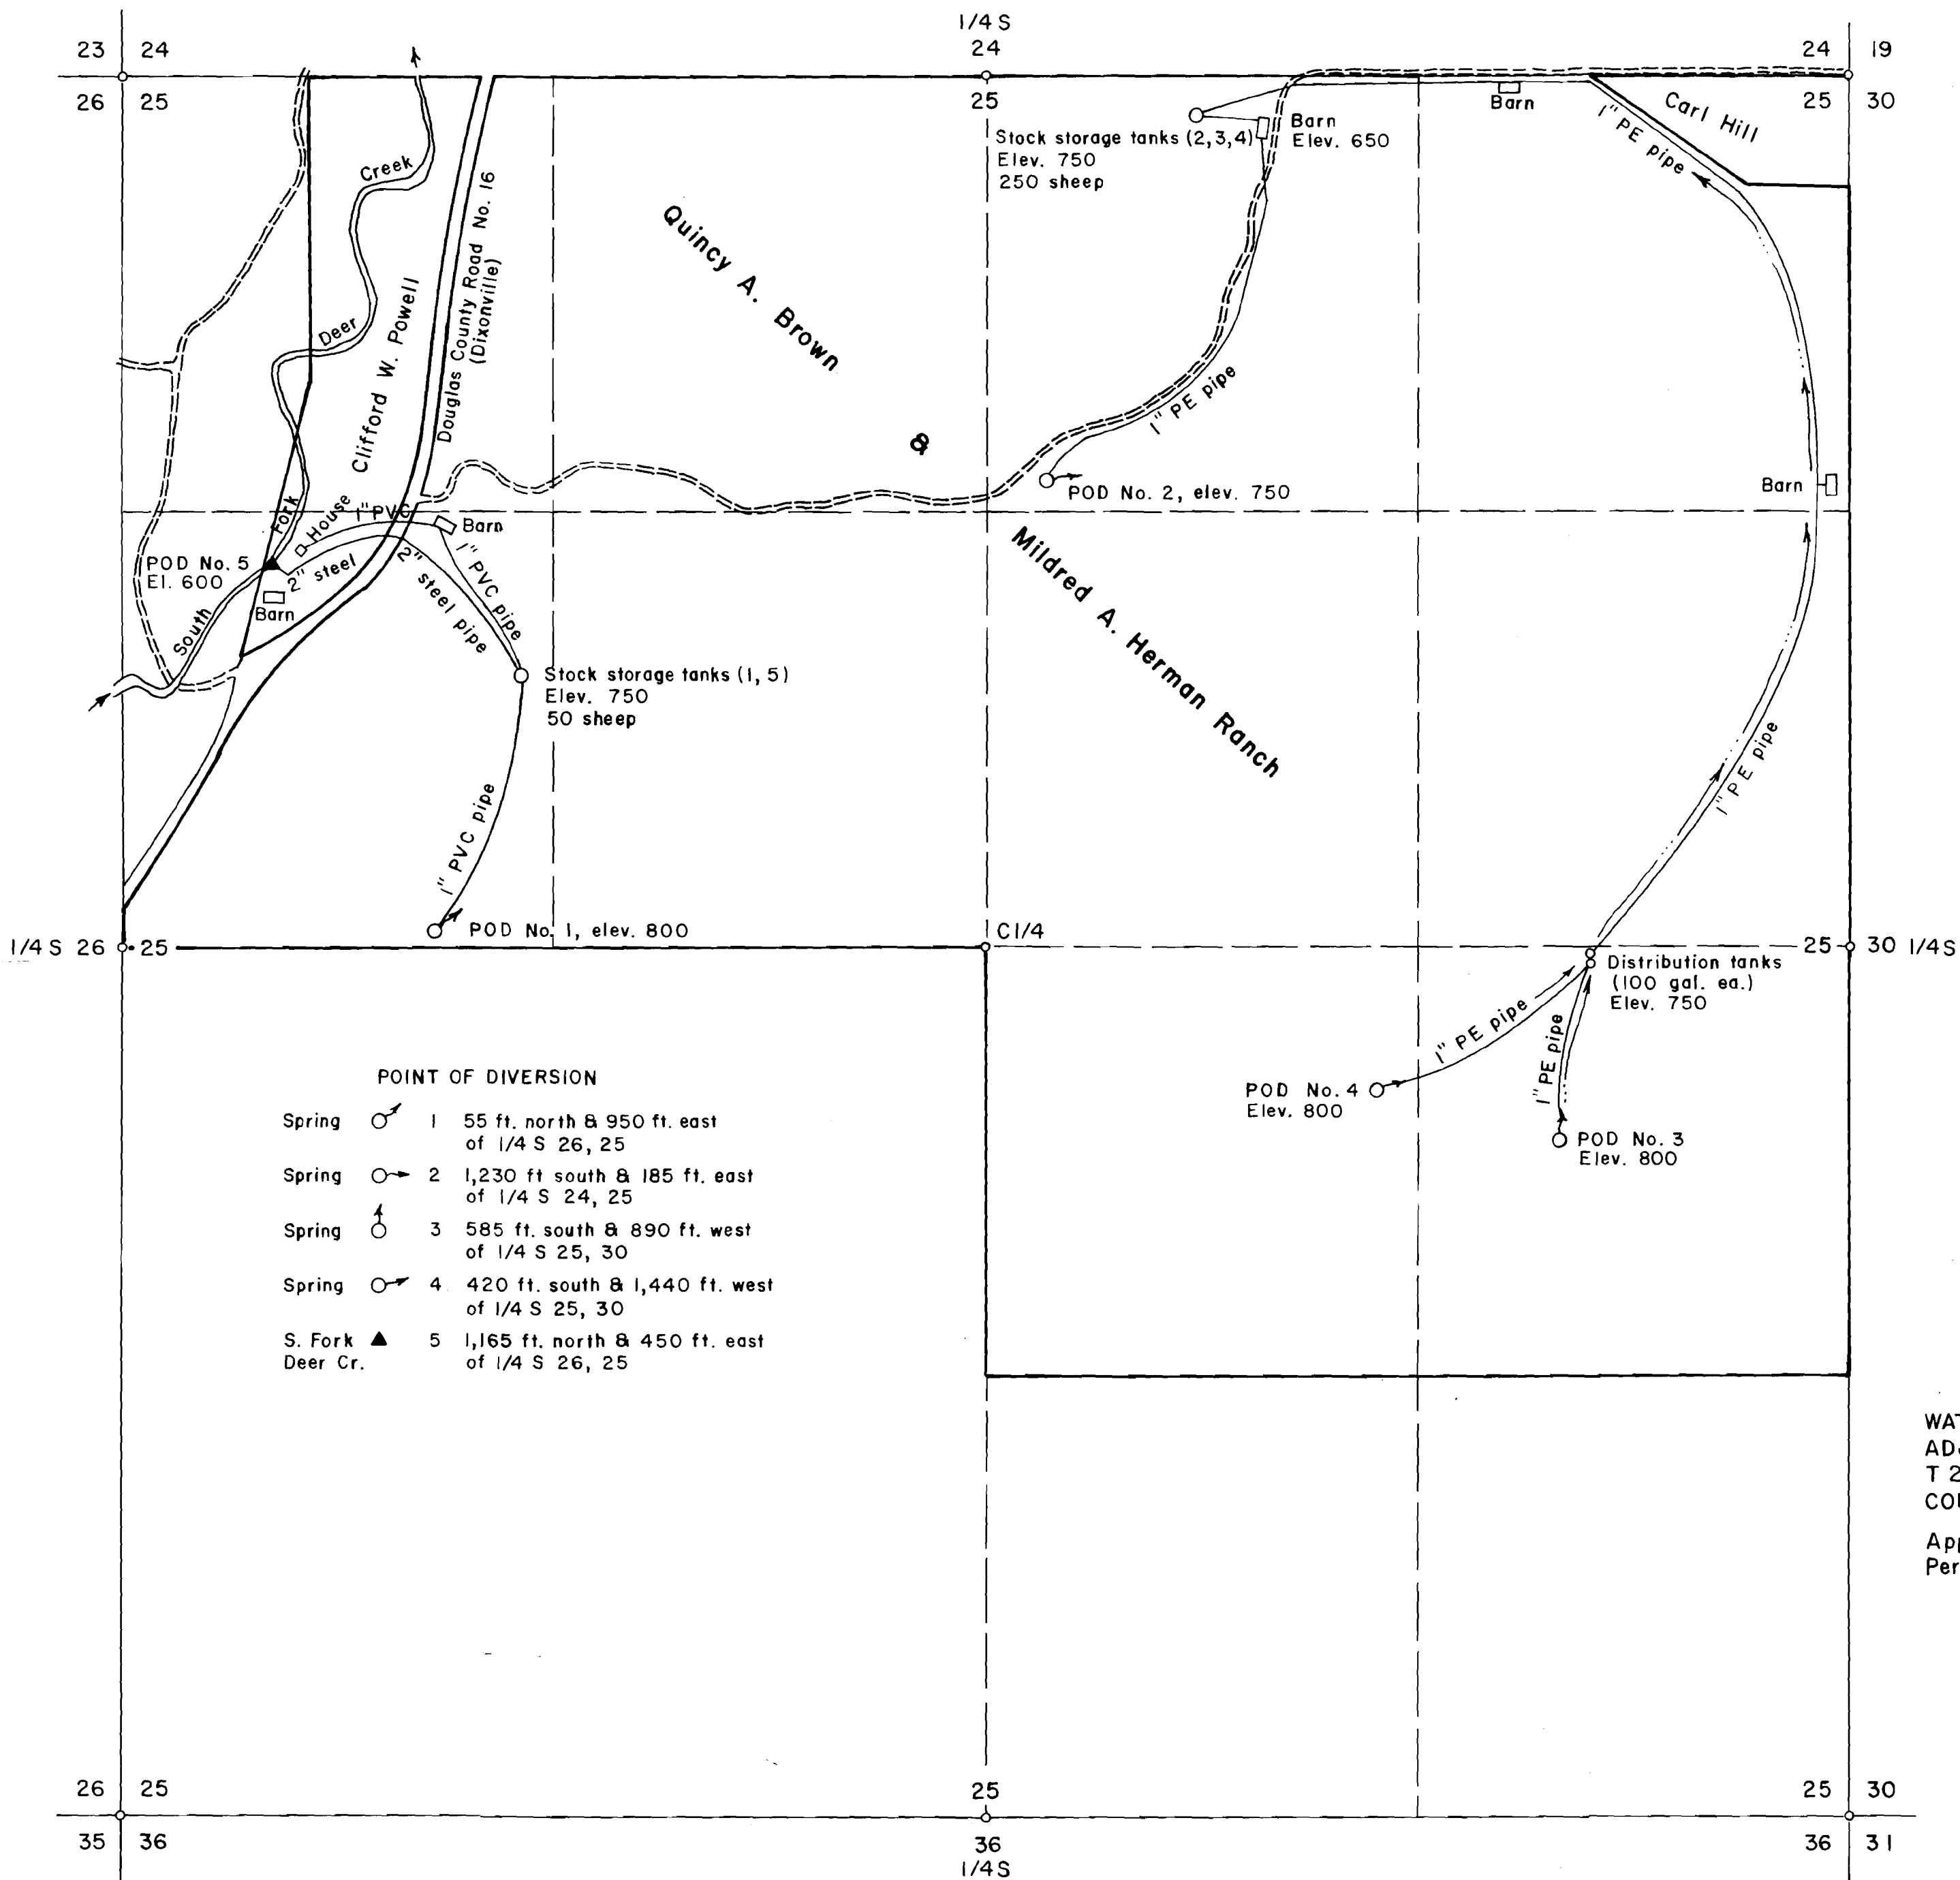 1/4 S
23 24
24
24 19
26 25
25
25 30
Carl Hill
Barn
1" PE pipe
Barn
Elev. 650
Stock storage tanks (2,3,4)
Elev. 750
250 sheep
Creek
Deer
Fork
South
Clifford W. Powell
Douglas County Road No. 16
(Dixonville)
Quincy A. Brown
&
Mildred A. Herman Ranch
1" PE pipe
POD No. 2, elev. 750
Barn
House
1" PVC
Barn
POD No. 5
El. 600
2" steel
Barn
2" steel pipe
1" PVC pipe
Stock storage tanks (1, 5)
Elev. 750
50 sheep
1" PE pipe
1" PVC pipe
POD No. 1, elev. 800
1/4 S 26 25
C 1/4
25 30 1/4 S
Distribution tanks
(100 gal. ea.)
Elev. 750
1" PE pipe
1" PE pipe
POD No. 4
Elev. 800
POD No. 3
Elev. 800
POINT OF DIVERSION
Spring 1 55 ft. north & 950 ft. east
of 1/4 S 26, 25
Spring 2 1,230 ft south & 185 ft. east
of 1/4 S 24, 25
Spring 3 585 ft. south & 890 ft. west
of 1/4 S 25, 30
Spring 4 420 ft. south & 1,440 ft. west
of 1/4 S 25, 30
S. Fork 5 1,165 ft. north & 450 ft. east
Deer Cr. of 1/4 S 26, 25
T 2
26 25
25
25 30
35 36
36
36 31
1/4 S